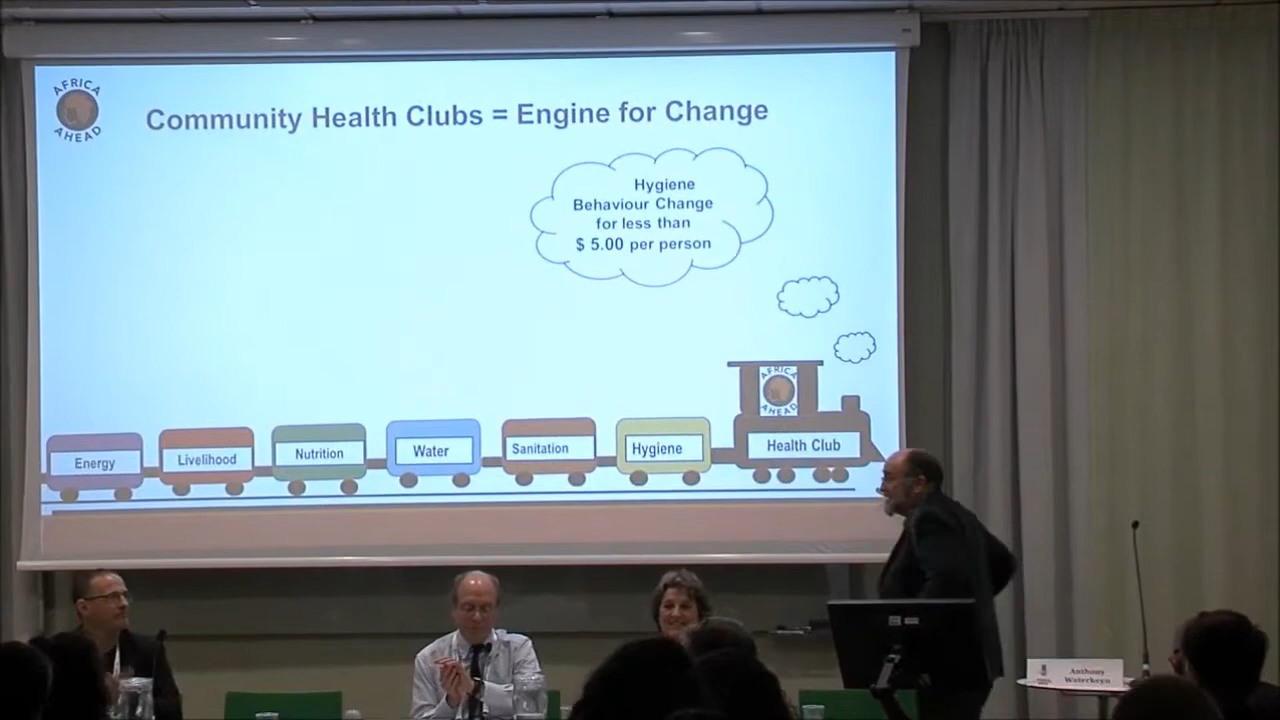 AFRICA
AHEAD
Community Health Clubs = Engine for Change
Hygiene
Behaviour Change
for less than
$ 5.00 per person
AFRICA
AHEAD
Energy
Livelihood
Nutrition
Water
Sanitation
Hygiene
Health Club
Anthony
Waterkeyn